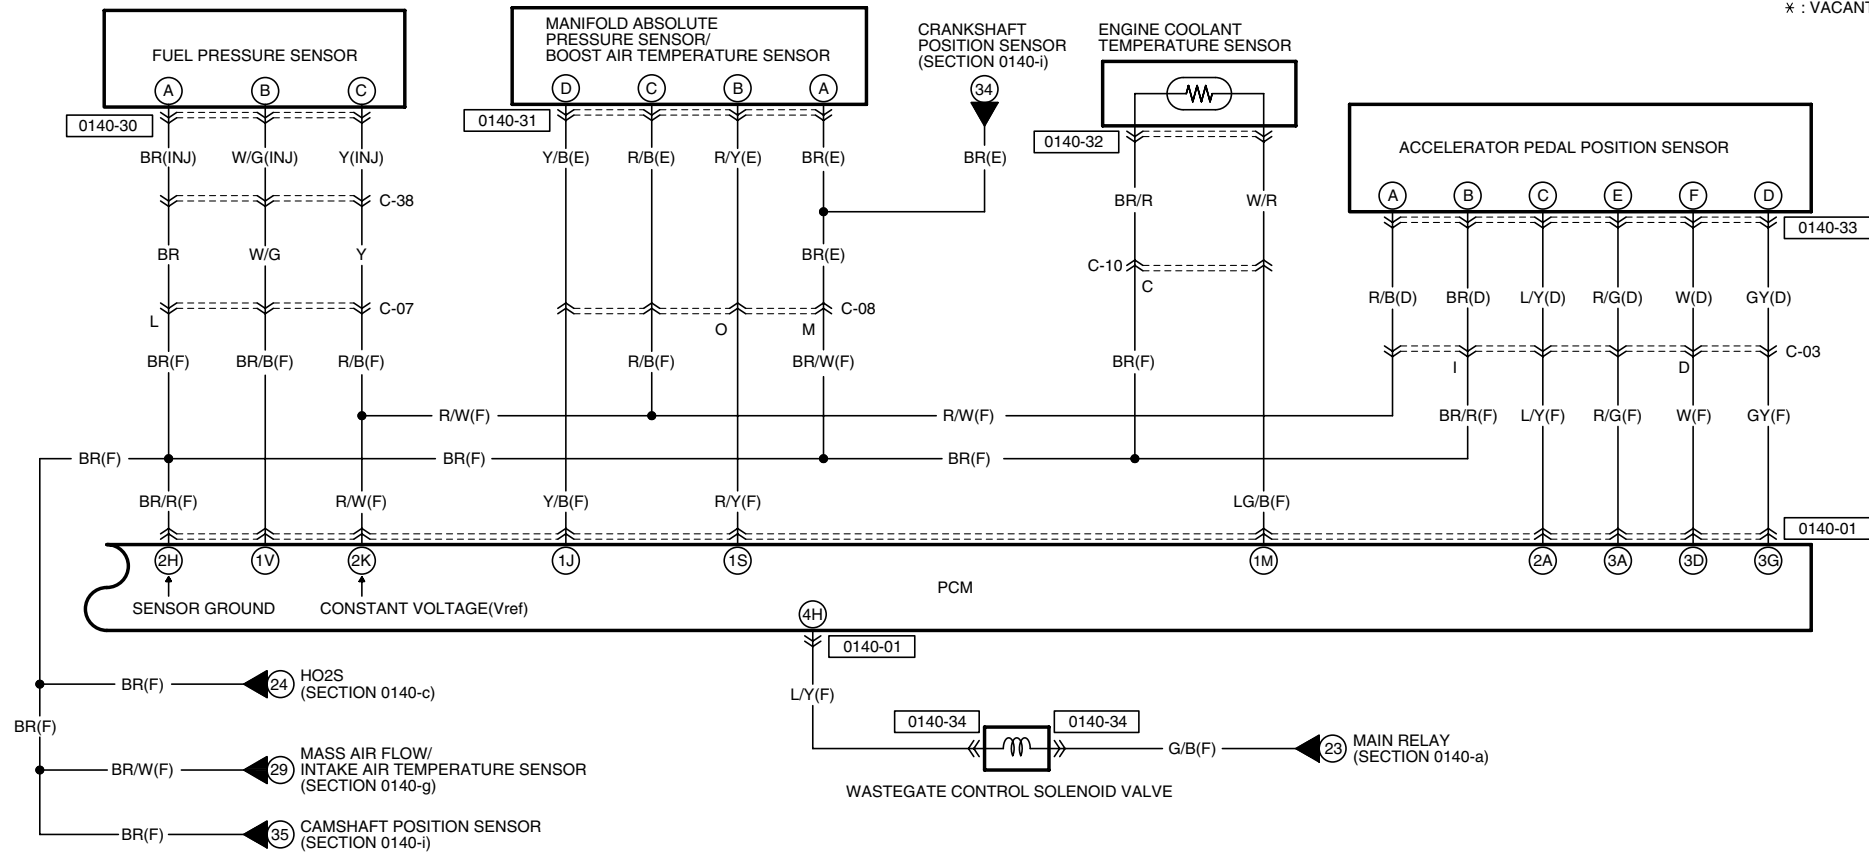 * : VACANT
FUEL PRESSURE SENSOR
A B C
0140-30
BR(INJ) W/G(INJ) Y(INJ)
C-38
BR W/G Y
C-07
L
BR(F) BR/B(F) R/B(F)
MANIFOLD ABSOLUTE
PRESSURE SENSOR/
BOOST AIR TEMPERATURE SENSOR
D C B A
0140-31
Y/B(E) R/B(E) R/Y(E) BR(E)
BR(E)
C-08
O M
R/B(F) BR/W(F)
CRANKSHAFT
POSITION SENSOR
(SECTION 0140-i)
34
BR(E)
ENGINE COOLANT
TEMPERATURE SENSOR
0140-32
BR/R W/R
C-10
C
BR(F)
ACCELERATOR PEDAL POSITION SENSOR
A B C E F D
0140-33
R/B(D) BR(D) L/Y(D) R/G(D) W(D) GY(D)
C-03
I D
BR/R(F) L/Y(F) R/G(F) W(F) GY(F)
R/W(F) R/W(F)
BR(F) BR(F) BR(F)
BR/R(F) R/W(F) Y/B(F) R/Y(F) LG/B(F)
0140-01
2H 1V 2K 1J 1S 1M 2A 3A 3D 3G
PCM
SENSOR GROUND CONSTANT VOLTAGE(Vref)
4H
0140-01
L/Y(F)
0140-34 0140-34
G/B(F)
23 MAIN RELAY
(SECTION 0140-a)
WASTEGATE CONTROL SOLENOID VALVE
BR(F) 24 HO2S
(SECTION 0140-c)
BR(F)
BR/W(F) 29 MASS AIR FLOW/
INTAKE AIR TEMPERATURE SENSOR
(SECTION 0140-g)
BR(F) 35 CAMSHAFT POSITION SENSOR
(SECTION 0140-i)